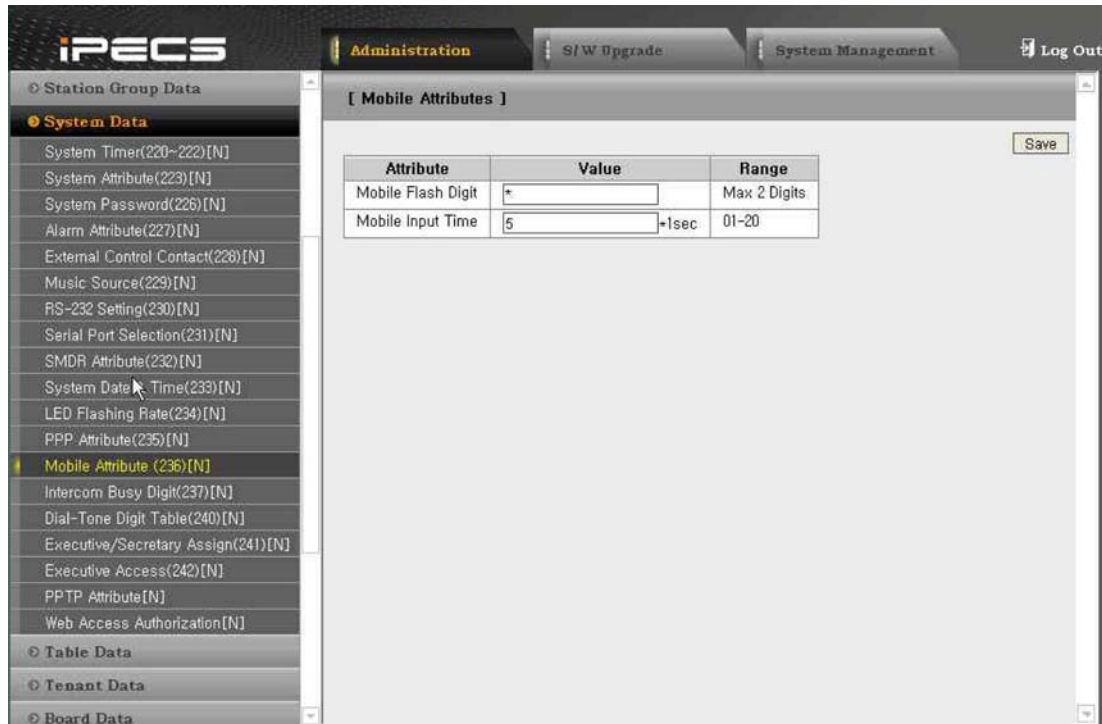 iPECS
Administration
S/W Upgrade
System Management
Log Out
Station Group Data
System Data
System Timer(220~222)[N]
System Attribute(223)[N]
System Password(226)[N]
Alarm Attribute(227)[N]
External Control Contact(228)[N]
Music Source(229)[N]
RS-232 Setting(230)[N]
Serial Port Selection(231)[N]
SMDR Attribute(232)[N]
System Date Time(233)[N]
LED Flashing Rate(234)[N]
PPP Attribute(235)[N]
Mobile Attribute (236)[N]
Intercom Busy Digit(237)[N]
Dial-Tone Digit Table(240)[N]
Executive/Secretary Assign(241)[N]
Executive Access(242)[N]
PPTP Attribute[N]
Web Access Authorization[N]
Table Data
Tenant Data
Board Data
[ Mobile Attributes ]
Save
Attribute Value Range
Mobile Flash Digit * Max 2 Digits
Mobile Input Time 5 *1sec 01-20